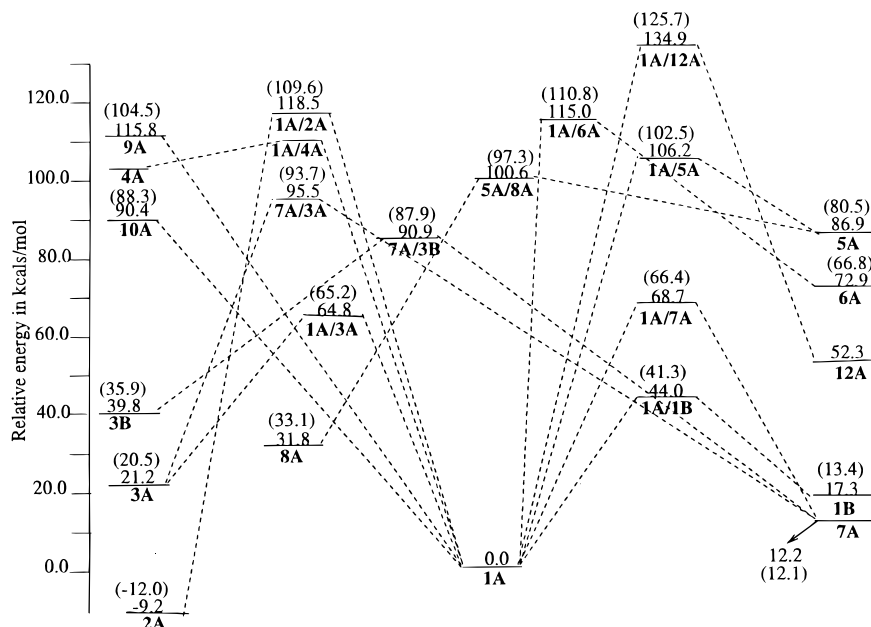 Relative energy in kcals/mol
120.0
100.0
80.0
60.0
40.0
20.0
0.0
(104.5)
115.8
9A
4A
(88.3)
90.4
10A
(35.9)
39.8
3B
(20.5)
21.2
3A
(-12.0)
-9.2
2A
(109.6)
118.5
1A/2A
1A/4A
(93.7)
95.5
7A/3A
(65.2)
64.8
1A/3A
(33.1)
31.8
8A
(87.9)
90.9
7A/3B
(97.3)
100.6
5A/8A
(110.8)
115.0
1A/6A
0.0
1A
(125.7)
134.9
1A/12A
(102.5)
106.2
1A/5A
(66.4)
68.7
1A/7A
(41.3)
44.0
1A/1B
(80.5)
86.9
5A
(66.8)
72.9
6A
52.3
12A
(13.4)
17.3
1B
7A
12.2
(12.1)